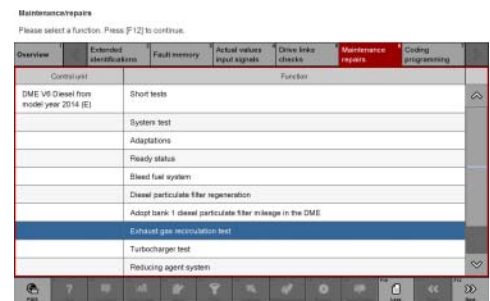 Maintenance/repairs
Please select a function. Press [F12] to continue.
Overview
Extended identifications
Fault memory
Actual values input signals
Drive links checks
Maintenance repairs
Coding programming
Control unit
Function
DME V6 Diesel from model year 2014 (E)
Short tests
System test
Adaptations
Ready status
Bleed fuel system
Diesel particulate filter regeneration
Adopt bank 1 diesel particulate filter mileage in the DME
Exhaust gas recirculation test
Turbocharger test
Reducing agent system